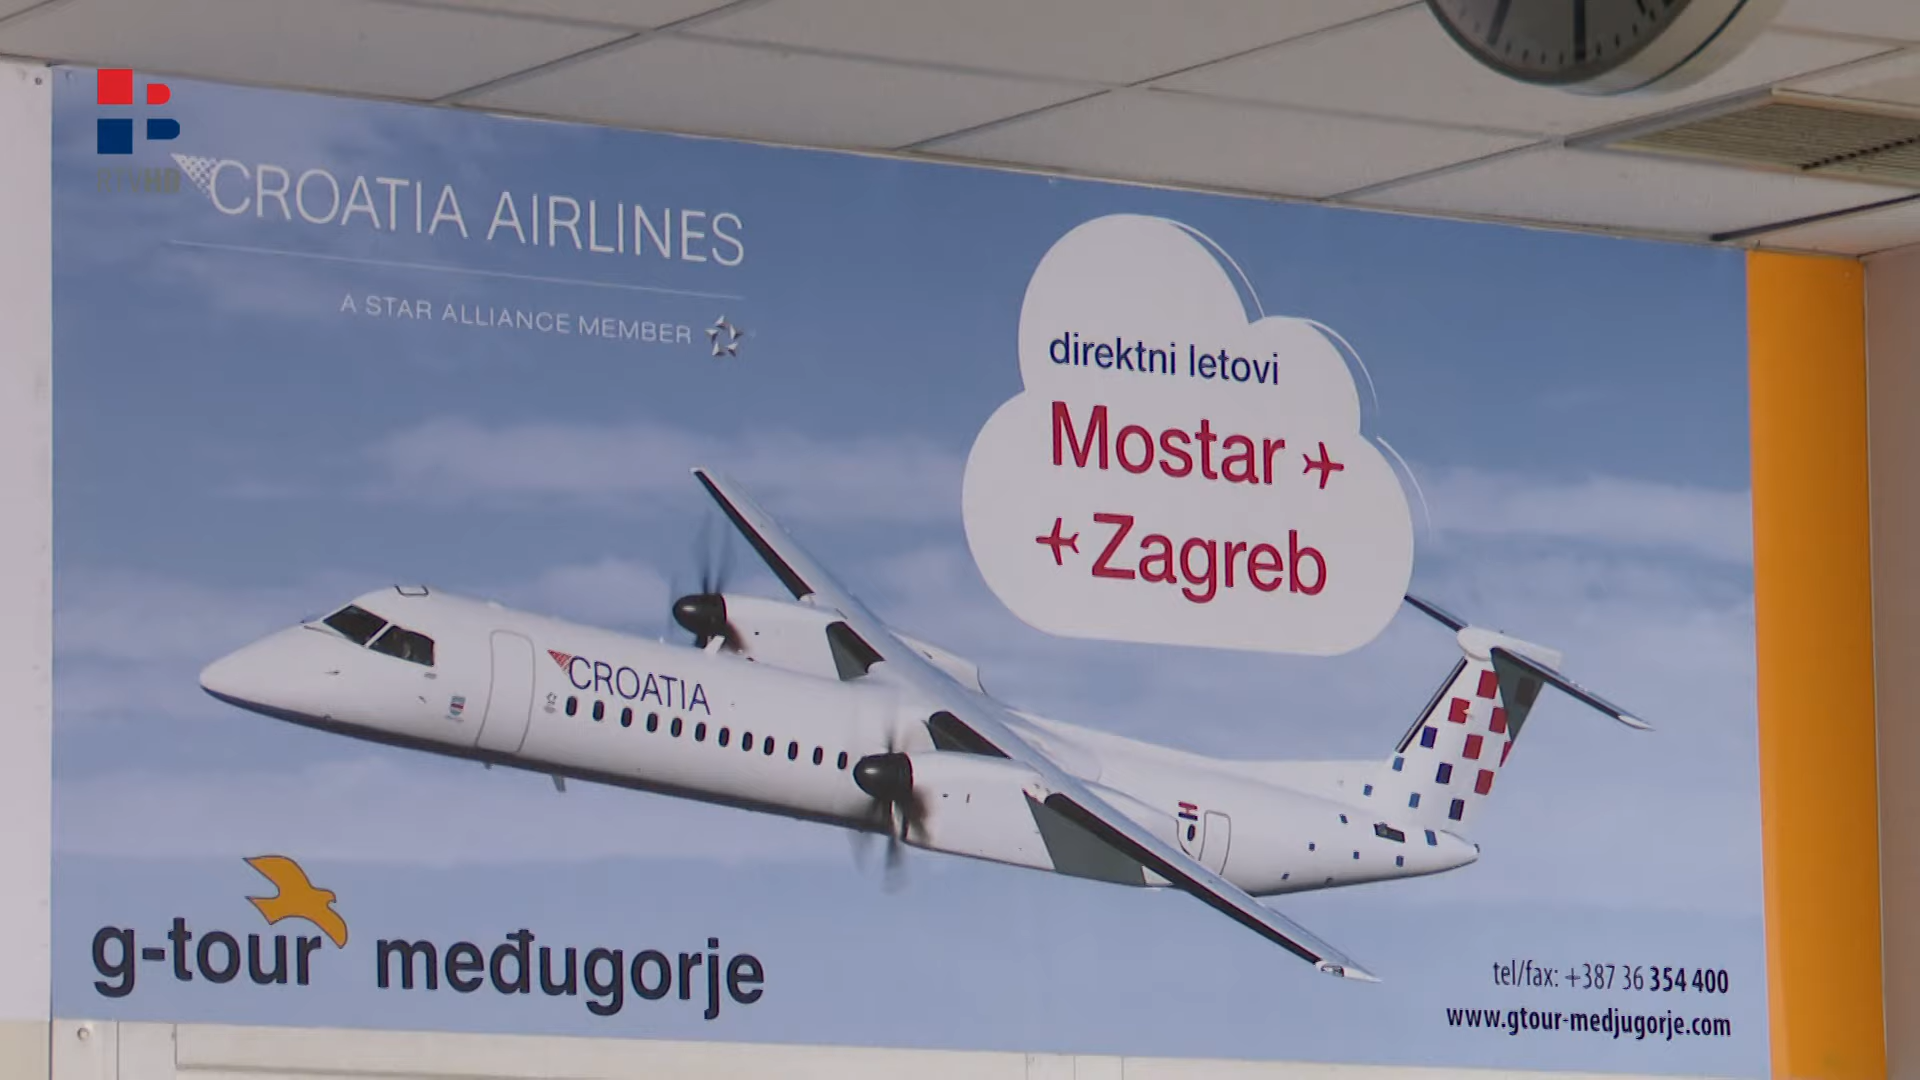 CROATIA AIRLINES
A STAR ALLIANCE MEMBER
direktni letovi
Mostar
Zagreb
CROATIA
g-tour međugorje
tel/fax: +387 36 354 400
www.gtour-medjugorje.com
RTVHB